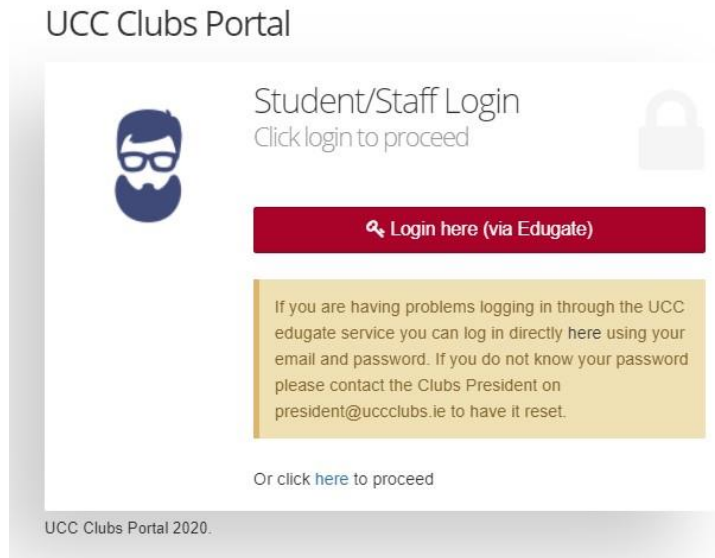 UCC Clubs Portal
Student/Staff Login
Click login to proceed
Login here (via Edugate)
If you are having problems logging in through the UCC
edugate service you can log in directly here using your
email and password. If you do not know your password
please contact the Clubs President on
president@uccclubs.ie to have it reset.
Or click here to proceed
UCC Clubs Portal 2020.